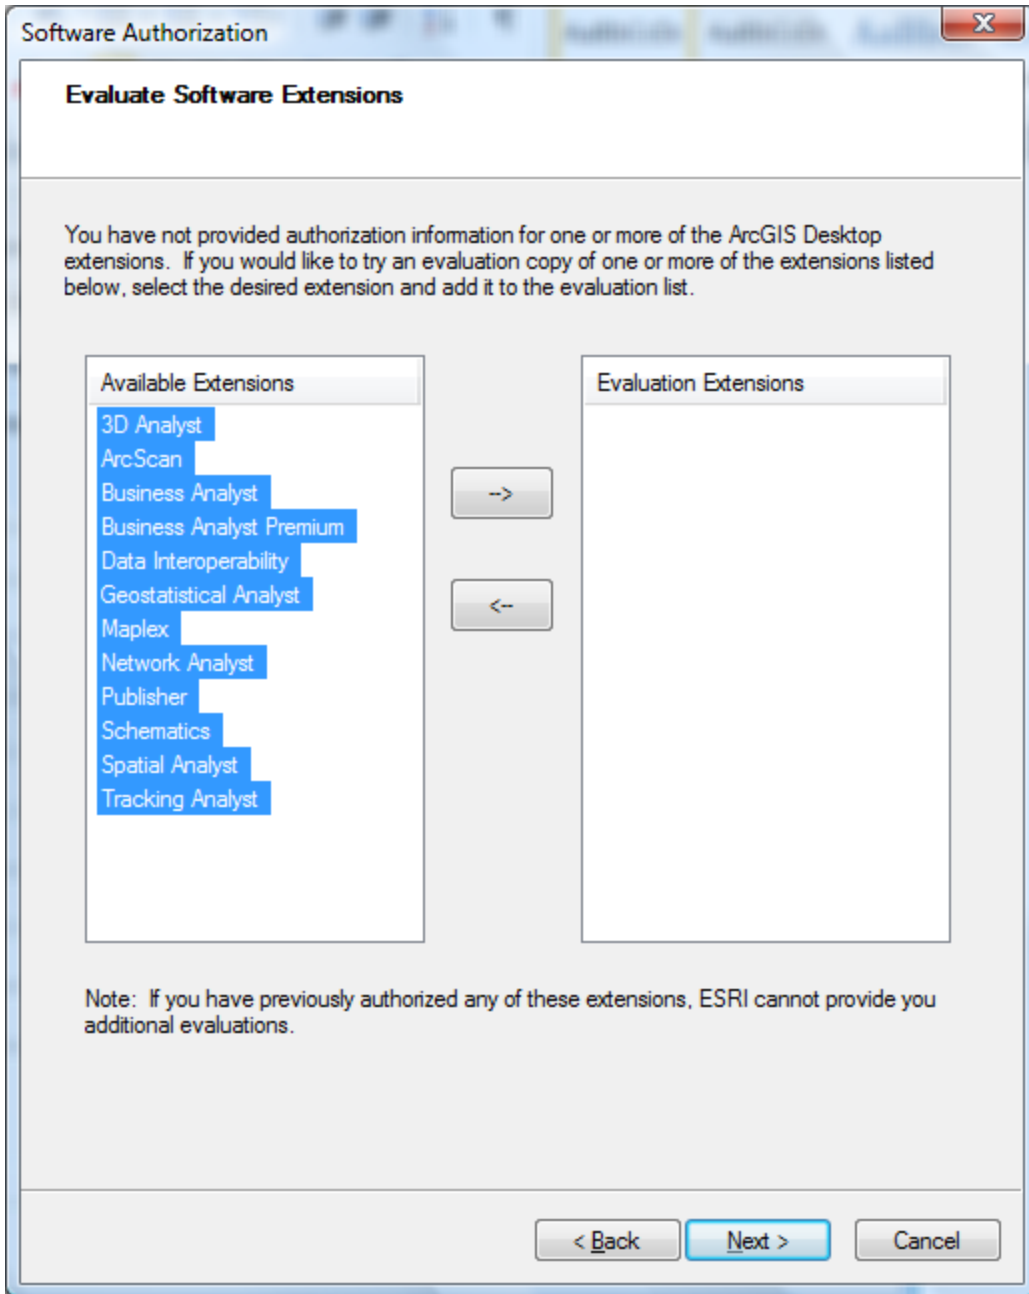 Software Authorization
Evaluate Software Extensions
You have not provided authorization information for one or more of the ArcGIS Desktop
extensions.  If you would like to try an evaluation copy of one or more of the extensions listed
below, select the desired extension and add it to the evaluation list.
Available Extensions
3D Analyst
ArcScan
Business Analyst
Business Analyst Premium
Data Interoperability
Geostatistical Analyst
Maplex
Network Analyst
Publisher
Schematics
Spatial Analyst
Tracking Analyst
-->
<--
Evaluation Extensions
Note:  If you have previously authorized any of these extensions, ESRI cannot provide you
additional evaluations.
< Back
Next >
Cancel